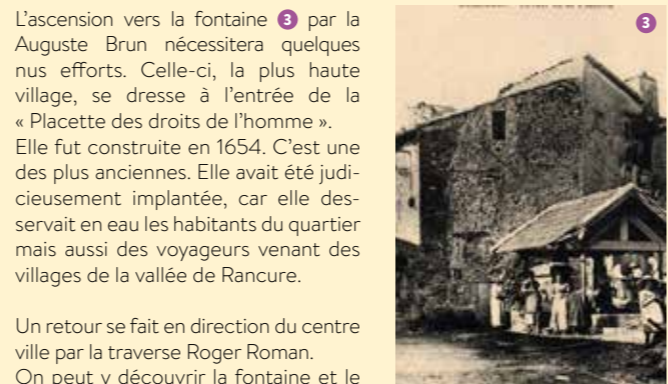 L’ascension vers la fontaine 3 par la
Auguste Brun nécessitera quelques
nus efforts. Celle-ci, la plus haute
village, se dresse à l’entrée de la
« Placette des droits de l’homme ».
Elle fut construite en 1654. C’est une
des plus anciennes. Elle avait été judi-
cieusement implantée, car elle des-
servait en eau les habitants du quartier
mais aussi des voyageurs venant des
villages de la vallée de Rancure.
Un retour se fait en direction du centre
ville par la traverse Roger Roman.
On peut y découvrir la fontaine et le
3